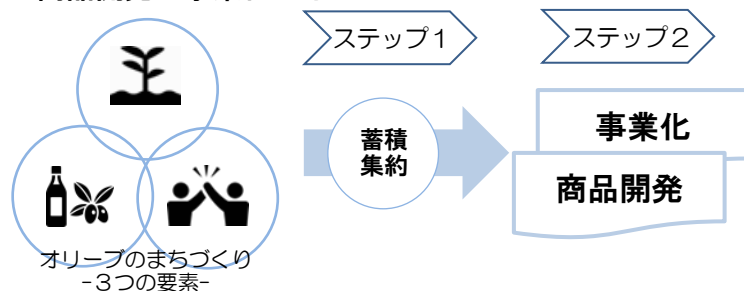 ステップ１
ステップ２
蓄積
集約
事業化
商品開発
オリーブのまちづくり
-３つの要素-